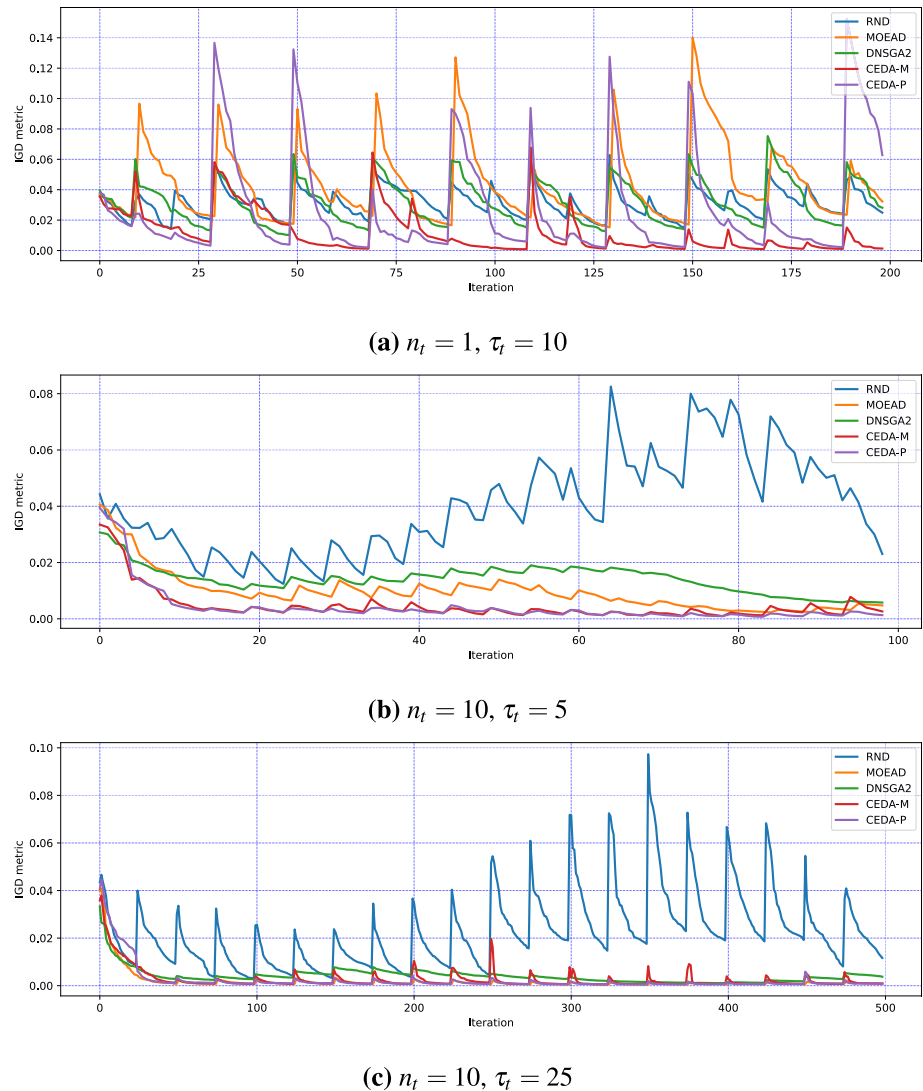 0.14
0.12
0.10
0.08
0.06
0.04
0.02
0.00
IGD metric
RND
MOEAD
DNSGA2
CEDA-M
CEDA-P
0 25 50 75 100 125 150 175 200
Iteration
(a) n_t = 1, τ_t = 10
0.08
0.06
0.04
0.02
0.00
IGD metric
RND
MOEAD
DNSGA2
CEDA-M
CEDA-P
0 20 40 60 80 100
Iteration
(b) n_t = 10, τ_t = 5
0.10
0.08
0.06
0.04
0.02
0.00
IGD metric
RND
MOEAD
DNSGA2
CEDA-M
CEDA-P
0 100 200 300 400 500
Iteration
(c) n_t = 10, τ_t = 25